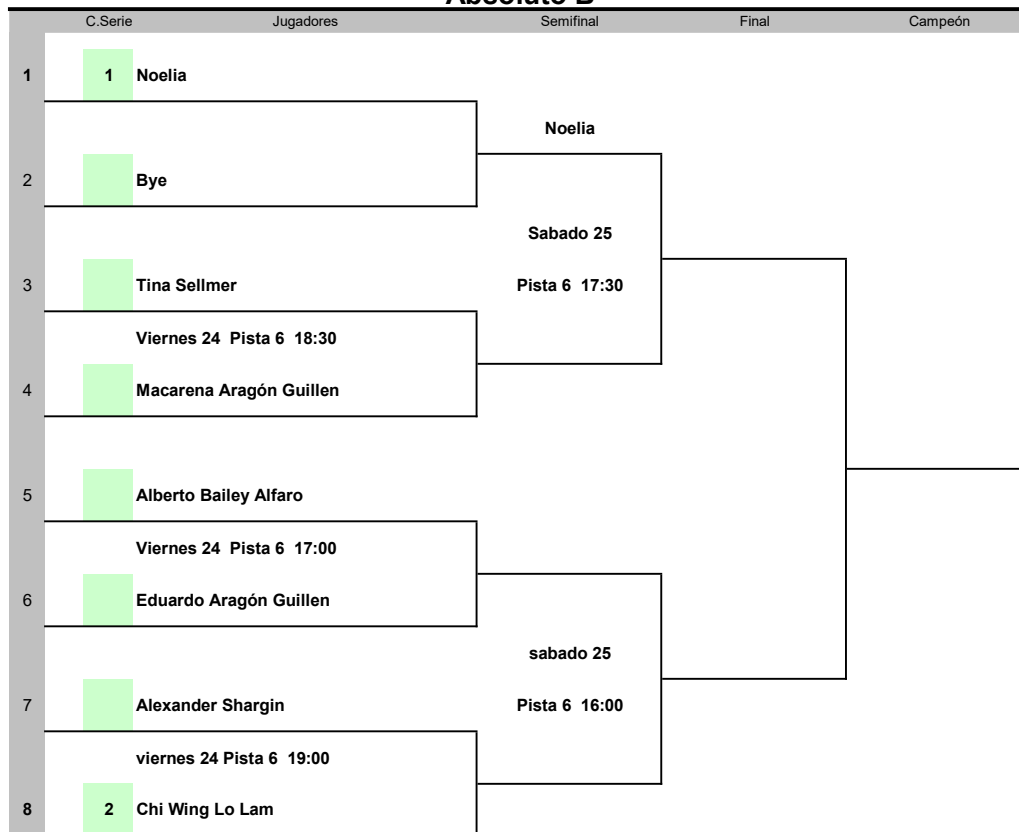 Absoluto B
C.Serie Jugadores Semifinal Final Campeón
1 1 Noelia
Noelia
2 Bye
Sabado 25
3 Tina Sellmer Pista 6 17:30
Viernes 24 Pista 6 18:30
4 Macarena Aragón Guillen
5 Alberto Bailey Alfaro
Viernes 24 Pista 6 17:00
6 Eduardo Aragón Guillen
sabado 25
7 Alexander Shargin Pista 6 16:00
viernes 24 Pista 6 19:00
8 2 Chi Wing Lo Lam